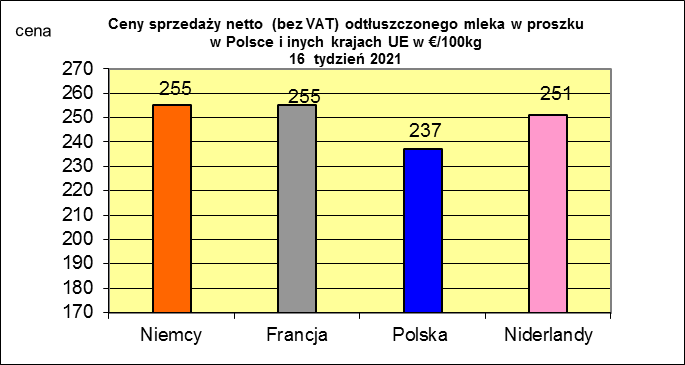 cena
Ceny sprzedaży netto (bez VAT) odtłuszczonego mleka w proszku
w Polsce i inych krajach UE w €/100kg
16 tydzień 2021
270
260
250
240
230
220
210
200
190
180
170
255
255
237
251
Niemcy
Francja
Polska
Niderlandy